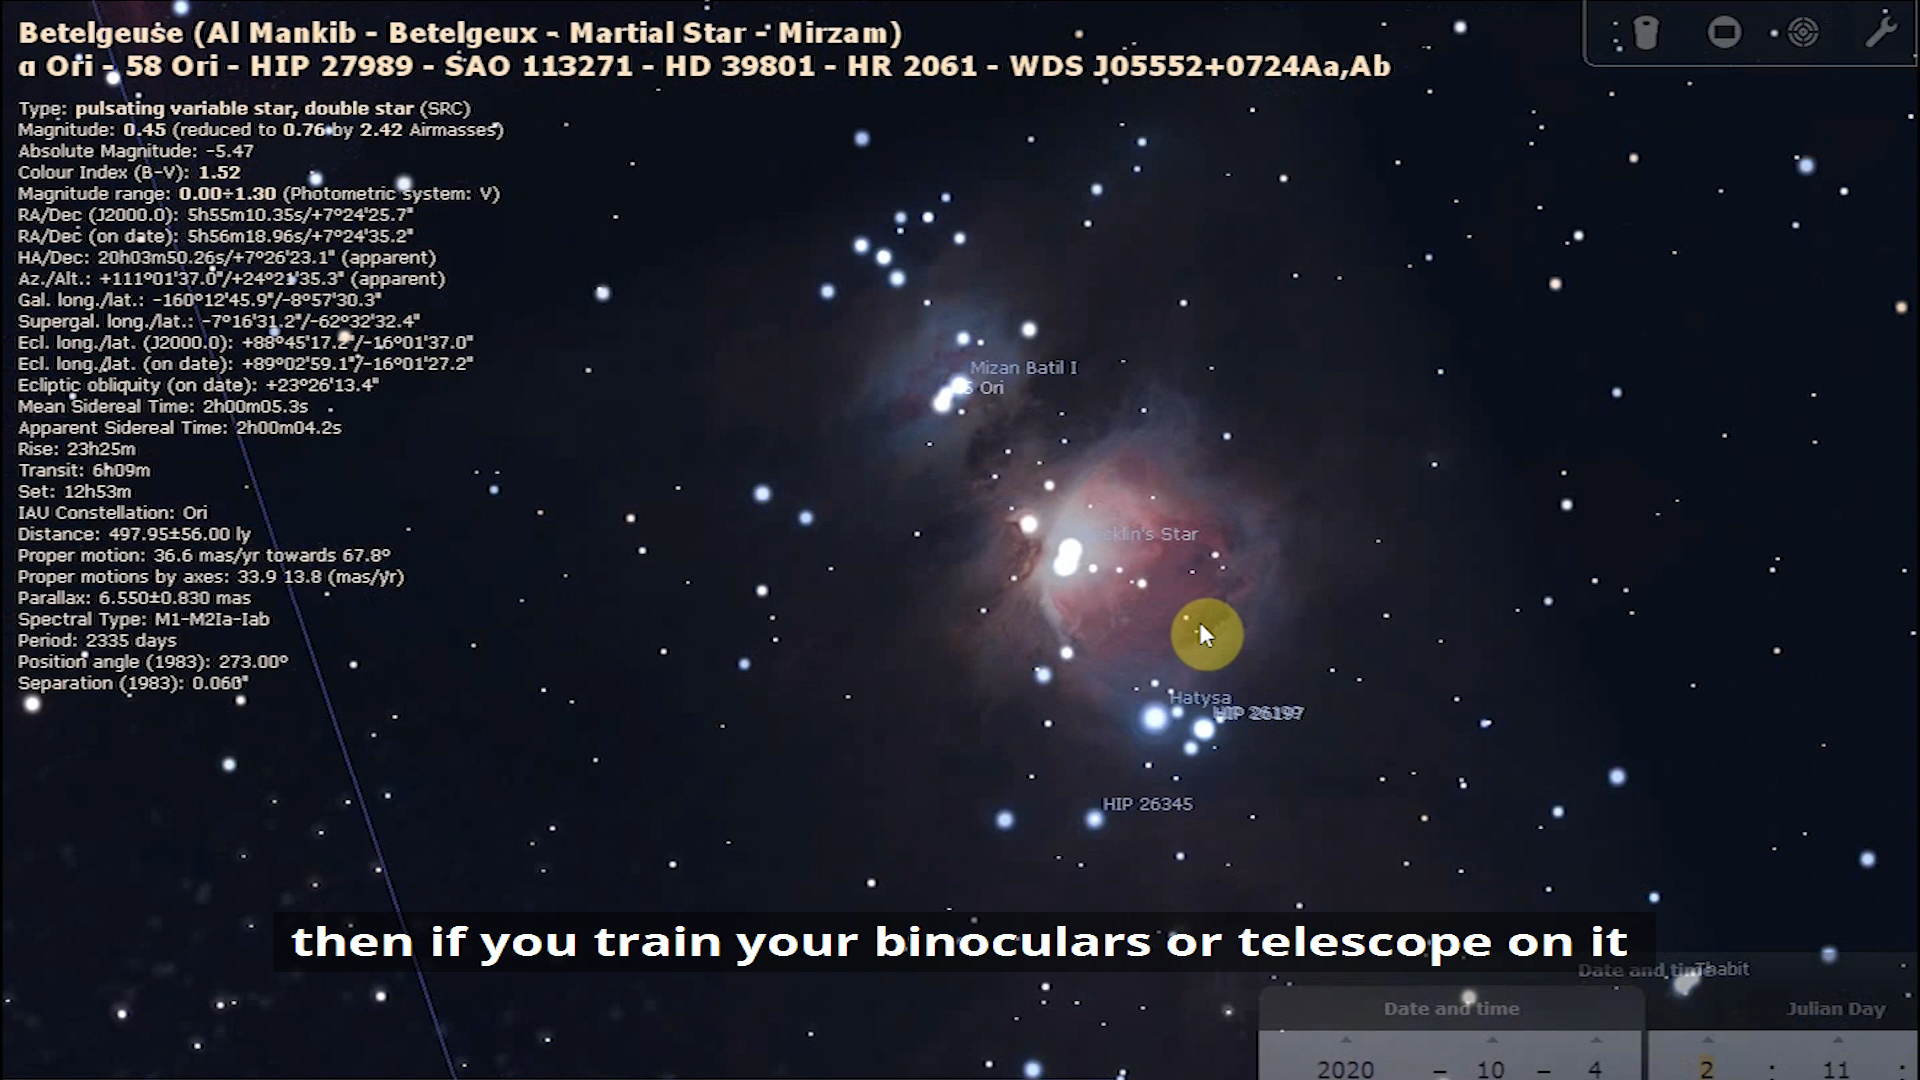 Betelgeuse (Al Mankib - Betelgeux - Martial Star - Mirzam)
α Ori - 58 Ori - HIP 27989 - SAO 113271 - HD 39801 - HR 2061 - WDS J05552+0724Aa,Ab
Type: pulsating variable star, double star (SRC)
Magnitude: 0.45 (reduced to 0.76 by 2.42 Airmasses)
Absolute Magnitude: -5.47
Colour Index (B-V): 1.52
Magnitude range: 0.00÷1.30 (Photometric system: V)
RA/Dec (J2000.0): 5h55m10.35s/+7°24'25.7"
RA/Dec (on date): 5h56m18.96s/+7°24'35.2"
HA/Dec: 20h03m50.26s/+7°26'23.1" (apparent)
Az./Alt.: +111°01'37.0"/+24°21'35.3" (apparent)
Gal. long./lat.: -160°12'45.9"/-8°57'30.3"
Supergal. long./lat.: -7°16'31.2"/-62°32'32.4"
Ecl. long./lat. (J2000.0): +88°45'17.2"/-16°01'37.0"
Ecl. long./lat. (on date): +89°02'59.1"/-16°01'27.2"
Ecliptic obliquity (on date): +23°26'13.4"
Mean Sidereal Time: 2h00m05.3s
Apparent Sidereal Time: 2h00m04.2s
Rise: 23h25m
Transit: 6h09m
Set: 12h53m
IAU Constellation: Ori
Distance: 497.95±56.00 ly
Proper motion: 36.6 mas/yr towards 67.8°
Proper motions by axes: 33.9 13.8 (mas/yr)
Parallax: 6.550±0.830 mas
Spectral Type: M1-M2Ia-Iab
Period: 2335 days
Position angle (1983): 273.00°
Separation (1983): 0.060"
Mizan Batil I
Ori
Star
Hatysa
HIP 26197
HIP 26345
then if you train your binoculars or telescope on it
Date and time
Thabit
Date and time
Julian Day
2020 - 10 - 4
2 : 11 :